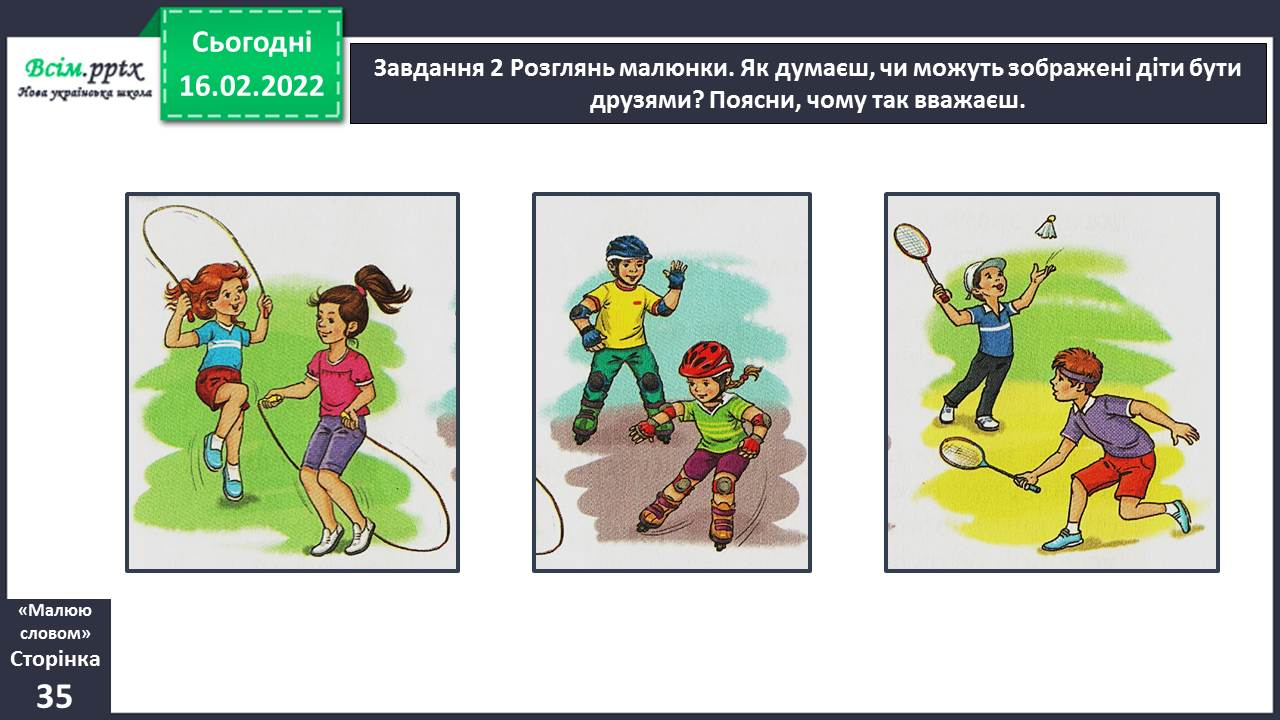 Всім.pptx
Нова українська школа
Сьогодні
16.02.2022
Завдання 2 Розглянь малюнки. Як думаєш, чи можуть зображені діти бути
друзями? Поясни, чому так вважаєш.
«Малюю
словом»
Сторінка
35